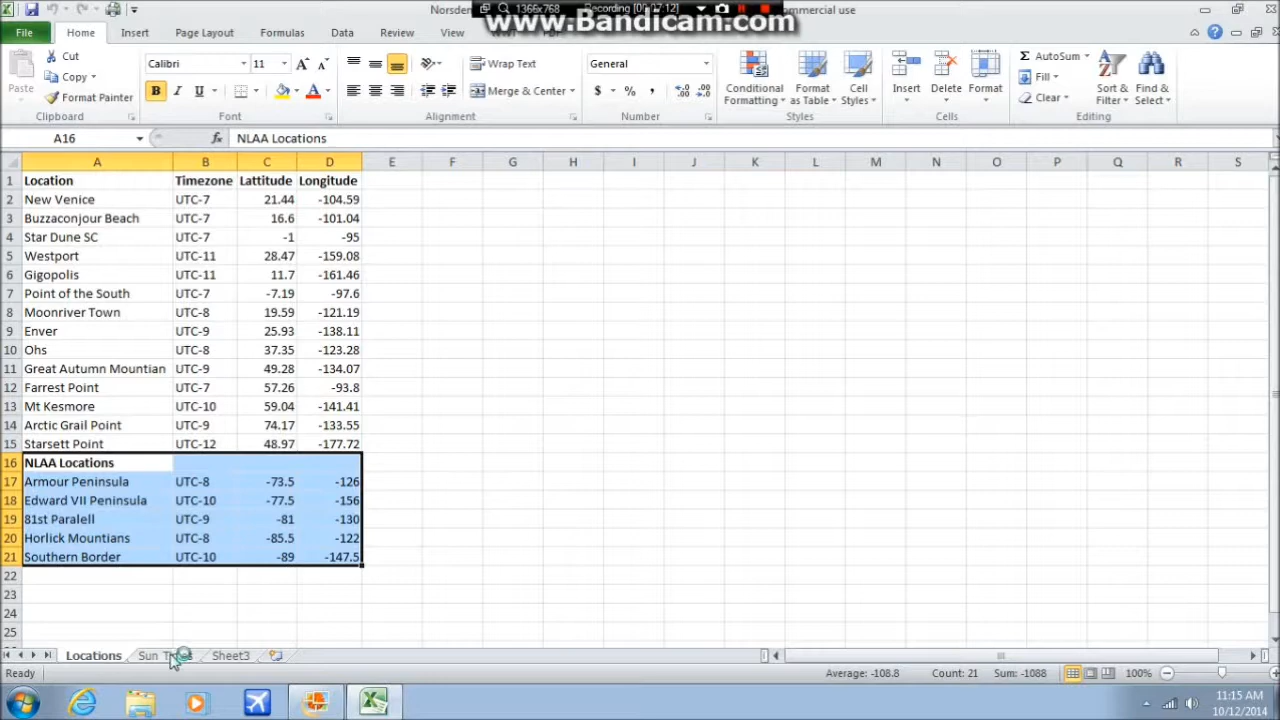 Norsden
1366x768 Recording [00:07:12]
commercial use
www.Bandicam.com
File Home Insert Page Layout Formulas Data Review View
Cut
Copy
Format Painter
Paste
Clipboard
Calibri 11
B I U A A A
Font
Wrap Text
Merge & Center
Alignment
General
$ % ,
Number
Conditional Formatting
Format as Table
Cell Styles
Styles
Insert Delete Format
Cells
AutoSum
Fill
Clear
Sort & Filter
Find & Select
Editing
A16 fx NLAA Locations
A B C D E F G H I J K L M N O P Q R S
1 Location Timezone Lattitude Longitude
2 New Venice UTC-7 21.44 -104.59
3 Buzzaconjour Beach UTC-7 16.6 -101.04
4 Star Dune SC UTC-7 -1 -95
5 Westport UTC-11 28.47 -159.08
6 Gigopolis UTC-11 11.7 -161.46
7 Point of the South UTC-7 -7.19 -97.6
8 Moonriver Town UTC-8 19.59 -121.19
9 Enver UTC-9 25.93 -138.11
10 Ohs UTC-8 37.35 -123.28
11 Great Autumn Mountian UTC-9 49.28 -134.07
12 Farrest Point UTC-7 57.26 -93.8
13 Mt Kesmore UTC-10 59.04 -141.41
14 Arctic Grail Point UTC-9 74.17 -133.55
15 Starsett Point UTC-12 48.97 -177.72
16 NLAA Locations
17 Armour Peninsula UTC-8 -73.5 -126
18 Edward VII Peninsula UTC-10 -77.5 -156
19 81st Paralell UTC-9 -81 -130
20 Horlick Mountians UTC-8 -85.5 -122
21 Southern Border UTC-10 -89 -147.5
22
23
24
25
Locations Sun Sheet3
Ready Average: -108.8 Count: 21 Sum: -1088 100%
11:15 AM
10/12/2014